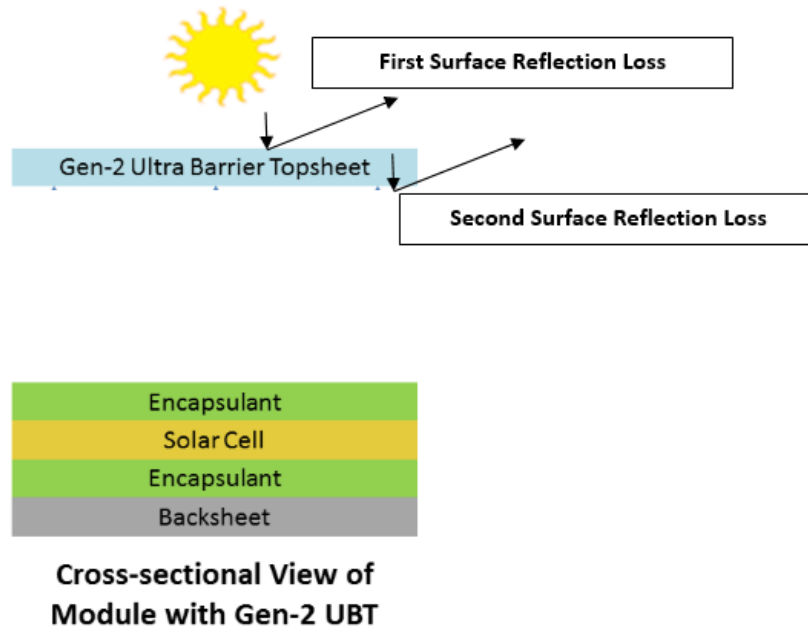 First Surface Reflection Loss
Gen-2 Ultra Barrier Topsheet
Second Surface Reflection Loss
Encapsulant
Solar Cell
Encapsulant
Backsheet
Cross-sectional View of
Module with Gen-2 UBT